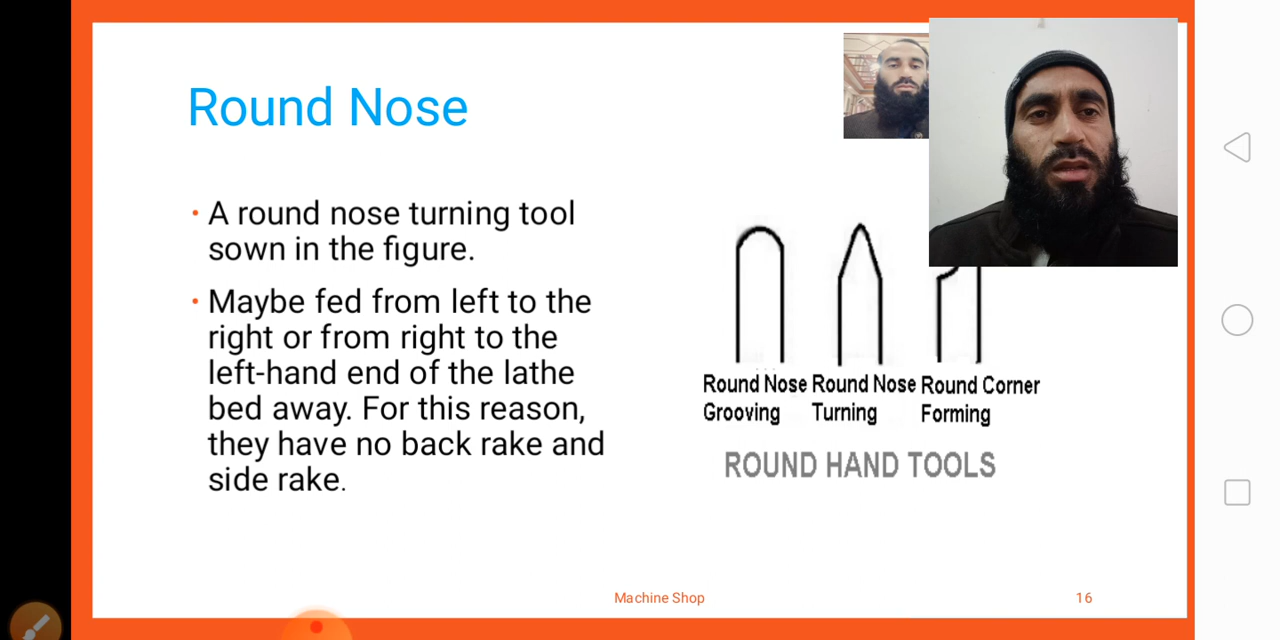 Round Nose
• A round nose turning tool
sown in the figure.
• Maybe fed from left to the
right or from right to the
left-hand end of the lathe
bed away. For this reason,
they have no back rake and
side rake.
Round Nose Round Nose Round Corner
Grooving Turning Forming
ROUND HAND TOOLS
Machine Shop 16